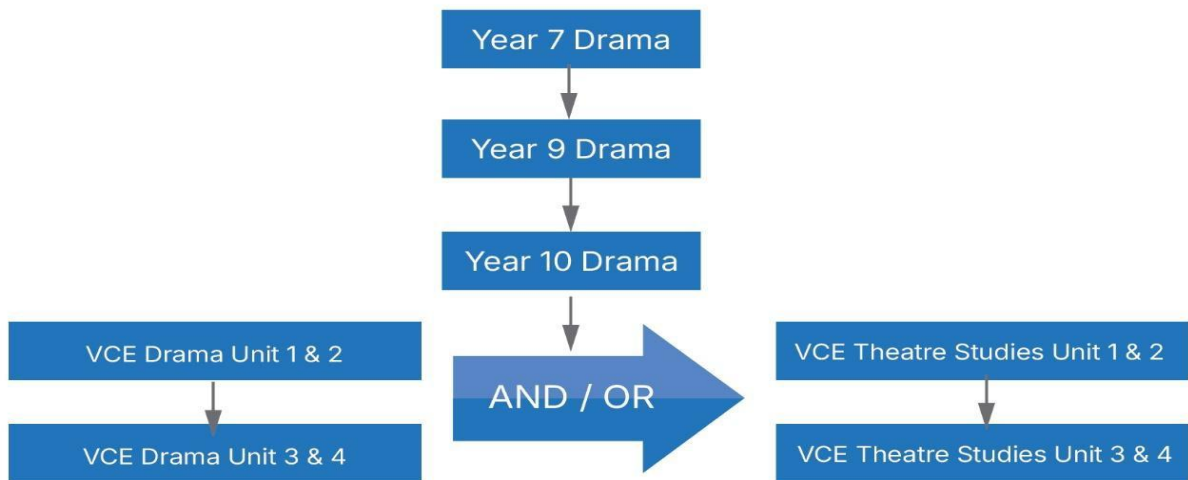 Year 7 Drama
Year 9 Drama
Year 10 Drama
VCE Drama Unit 1 & 2
AND / OR
VCE Theatre Studies Unit 1 & 2
VCE Drama Unit 3 & 4
VCE Theatre Studies Unit 3 & 4